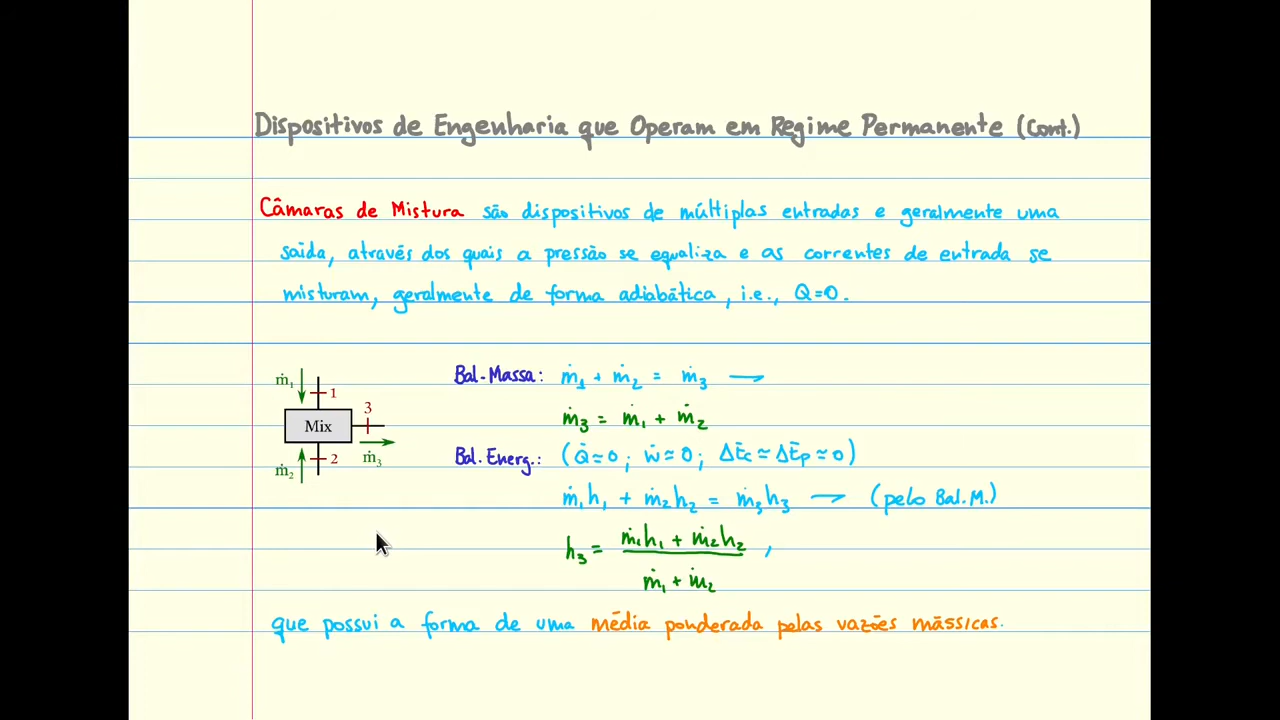 Dispositivos de Engenharia que Operam em Regime Permanente (Cont.)
Câmaras de Mistura são dispositivos de múltiplas entradas e geralmente uma
saída, através dos quais a pressão se equaliza e as correntes de entrada se
misturam, geralmente de forma adiabática, i.e., Q=0.
ṁ₁ 1
3
Mix
2
ṁ₂ ṁ₃
Bal. Massa: ṁ₁ + ṁ₂ = ṁ₃ →
ṁ₃ = ṁ₁ + ṁ₂
Bal. Energ.: (Q̇≃0; Ẇ≃0; ΔĖc≃ΔĖp≃0)
ṁ₁h₁ + ṁ₂h₂ = ṁ₃h₃ → (pelo Bal. M.)
h₃ = (ṁ₁h₁ + ṁ₂h₂) / (ṁ₁ + ṁ₂) ,
que possui a forma de uma média ponderada pelas vazões mássicas.